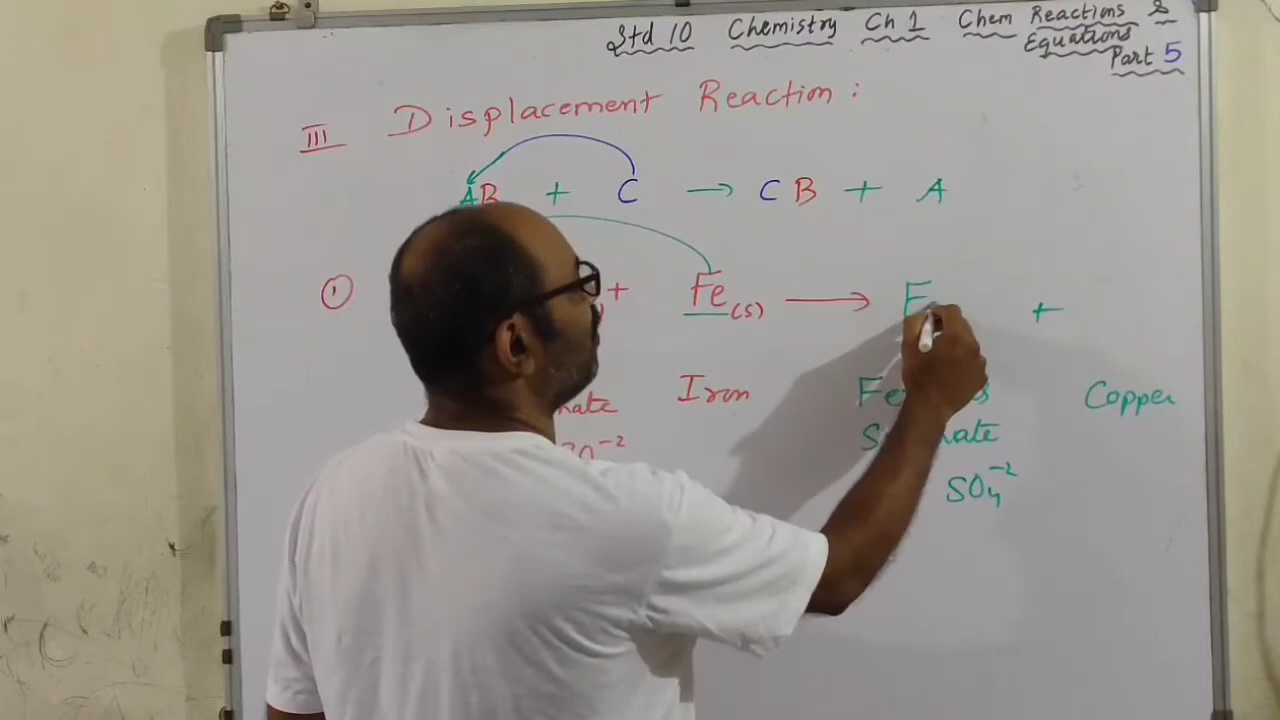 Std 10 Chemistry Ch 1 Chem Reactions &
Equations
Part 5
III Displacement Reaction:
AB + C → CB + A
① + Fe(s) → F +
Iron Copper
SO4-2